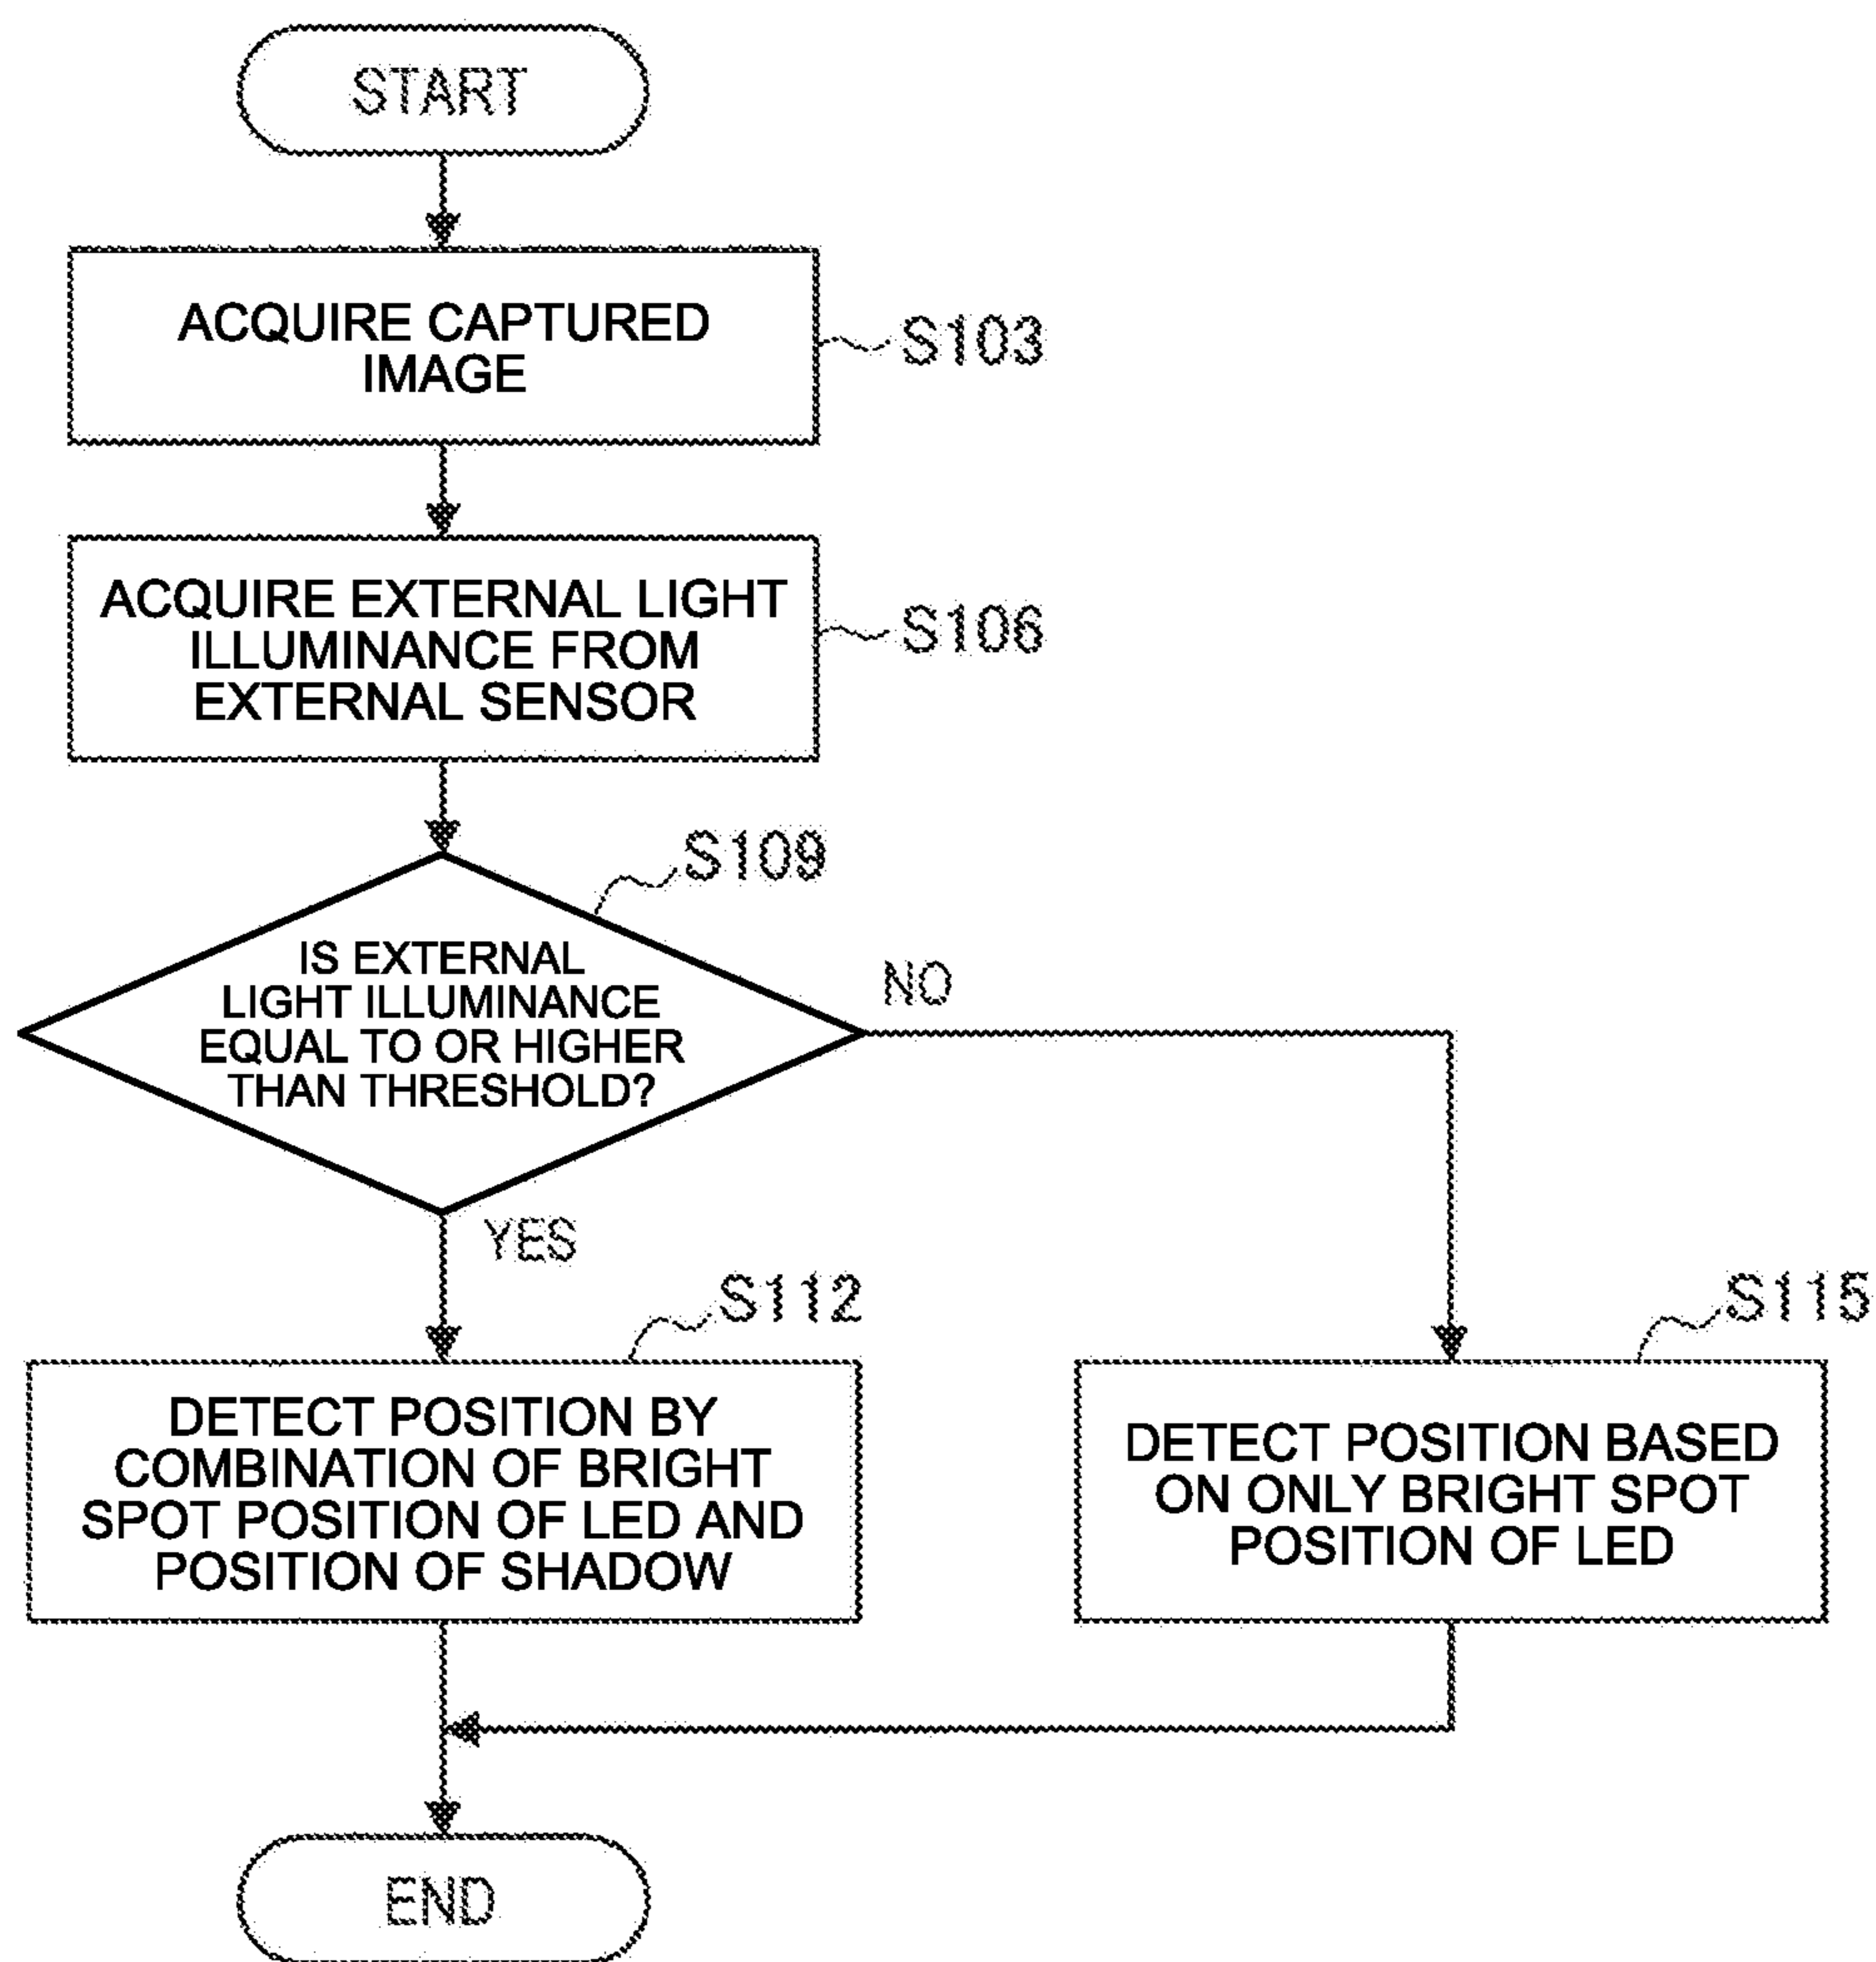 START
ACQUIRE CAPTURED
IMAGE
S103
ACQUIRE EXTERNAL LIGHT
ILLUMINANCE FROM
EXTERNAL SENSOR
S106
S109
IS EXTERNAL
LIGHT ILLUMINANCE
EQUAL TO OR HIGHER
THAN THRESHOLD?
NO
YES
S112
DETECT POSITION BY
COMBINATION OF BRIGHT
SPOT POSITION OF LED AND
POSITION OF SHADOW
S115
DETECT POSITION BASED
ON ONLY BRIGHT SPOT
POSITION OF LED
END